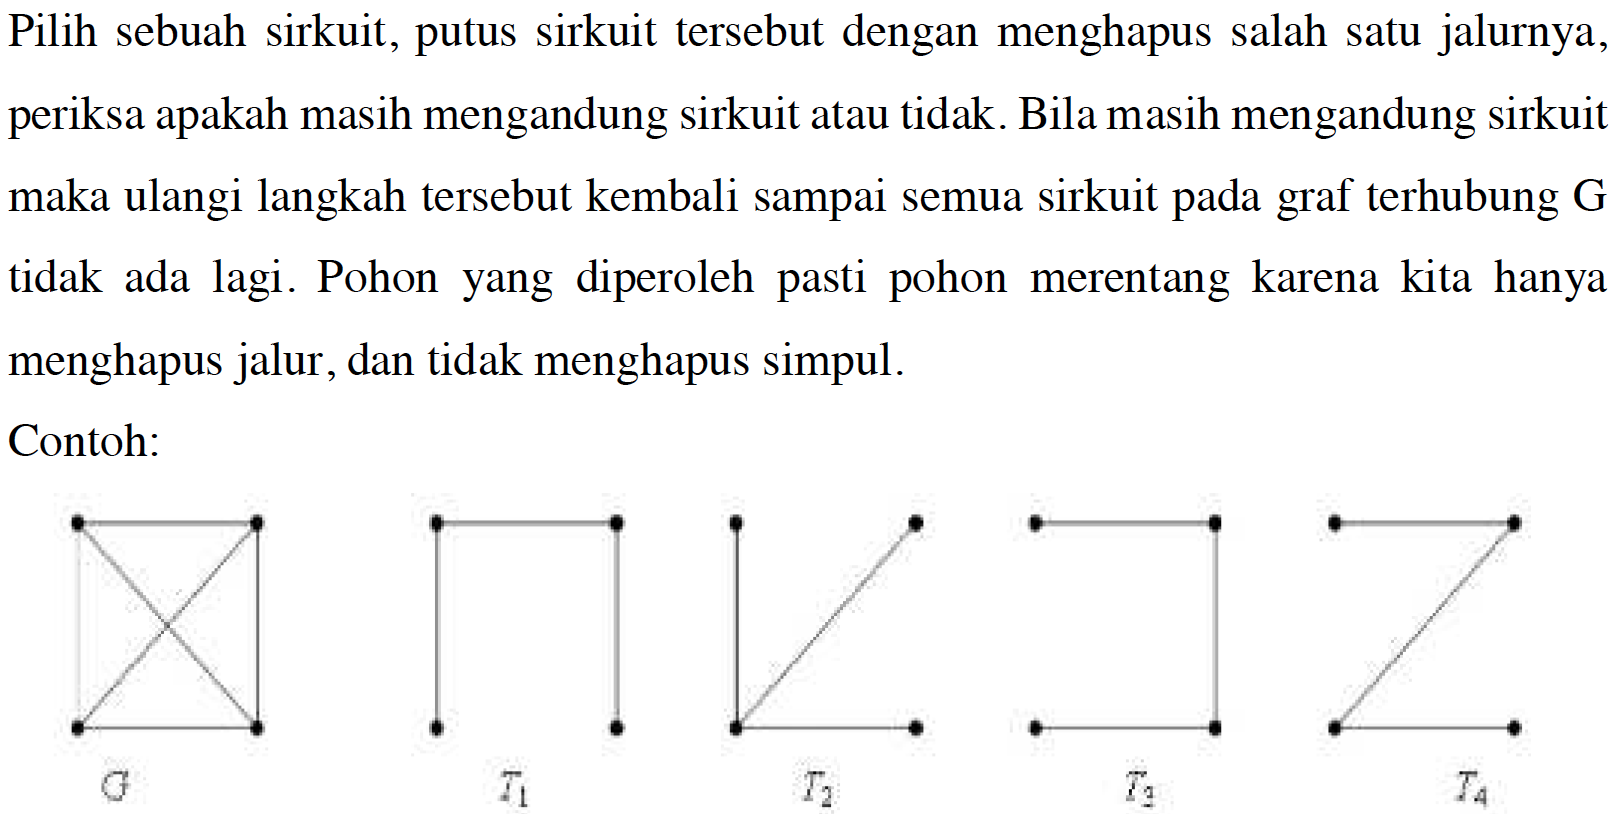 Pilih sebuah sirkuit, putus sirkuit tersebut dengan menghapus salah satu jalurnya,
periksa apakah masih mengandung sirkuit atau tidak. Bila masih mengandung sirkuit
maka ulangi langkah tersebut kembali sampai semua sirkuit pada graf terhubung G
tidak ada lagi. Pohon yang diperoleh pasti pohon merentang karena kita hanya
menghapus jalur, dan tidak menghapus simpul.
Contoh:
G T₁ T₂ T₃ T₄